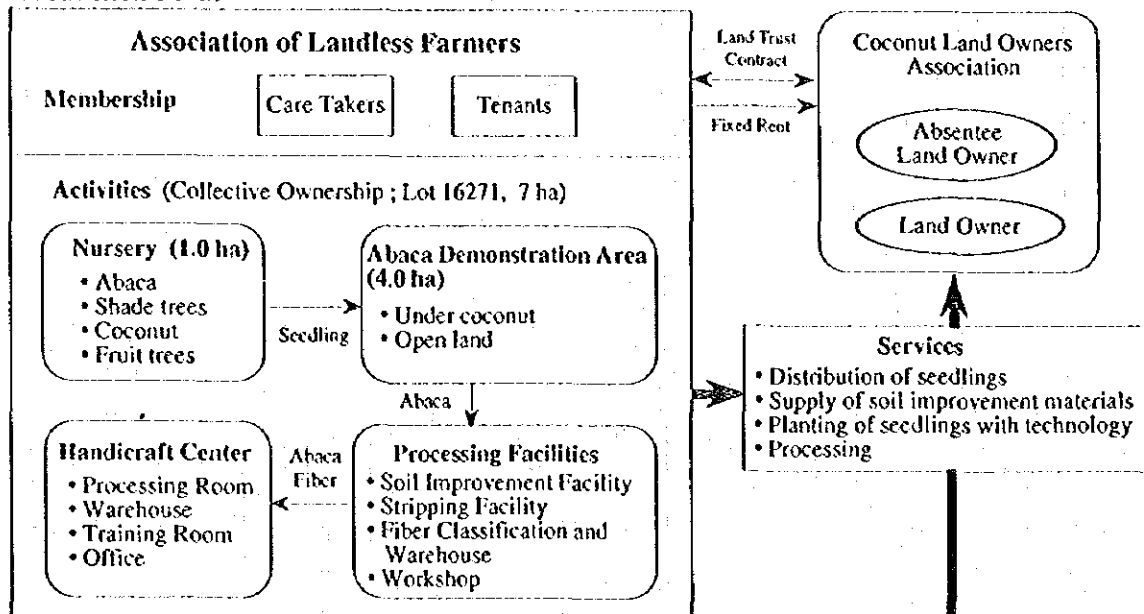 Association of Landless Farmers
Membership
Care Takers
Tenants
Land Trust
Contract
Fixed Rent
Coconut Land Owners
Association
Absentee
Land Owner
Land Owner
Activities (Collective Ownership ; Lot 16271, 7 ha)
Nursery (1.0 ha)
• Abaca
• Shade trees
• Coconut
• Fruit trees
Seedling
Abaca Demonstration Area
(4.0 ha)
• Under coconut
• Open land
Abaca
Services
• Distribution of seedlings
• Supply of soil improvement materials
• Planting of seedlings with technology
• Processing
Handicraft Center
• Processing Room
• Warehouse
• Training Room
• Office
Abaca
Fiber
Processing Facilities
• Soil Improvement Facility
• Stripping Facility
• Fiber Classification and
Warehouse
• Workshop